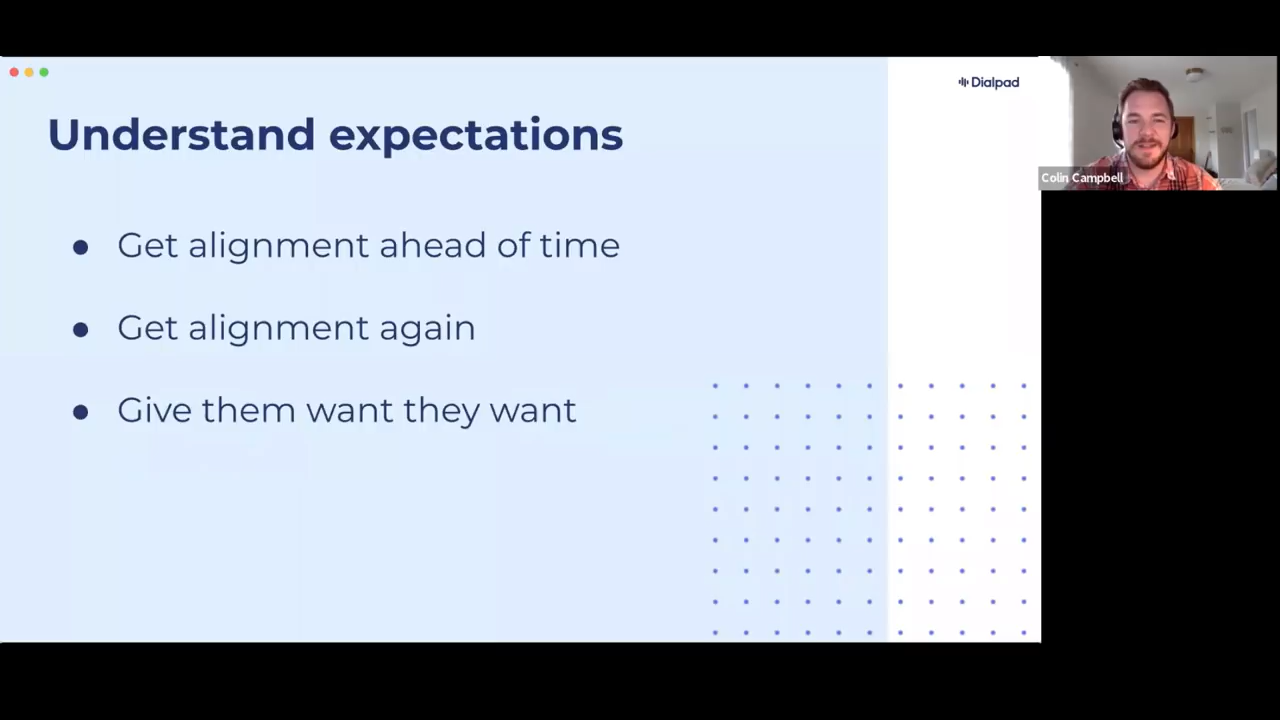 Dialpad
Understand expectations
Get alignment ahead of time
Get alignment again
Give them want they want
Colin Campbell